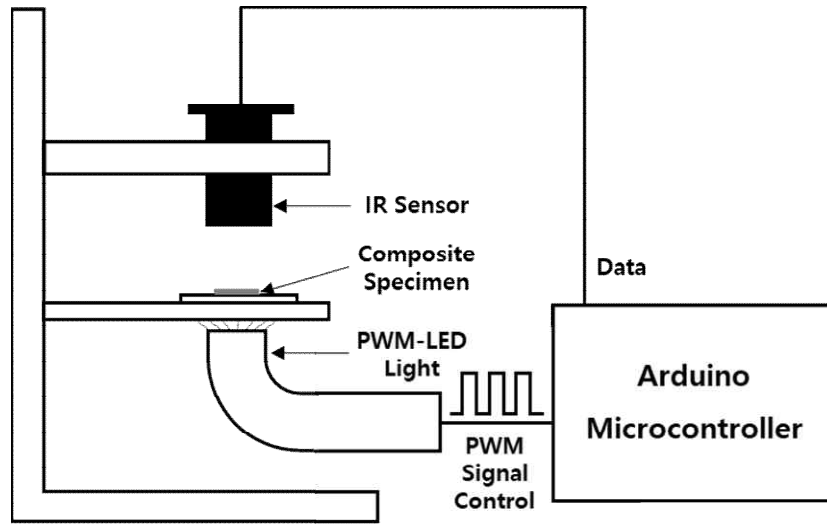 IR Sensor
Composite
Specimen
Data
PWM-LED
Light
Arduino
Microcontroller
PWM
Signal
Control